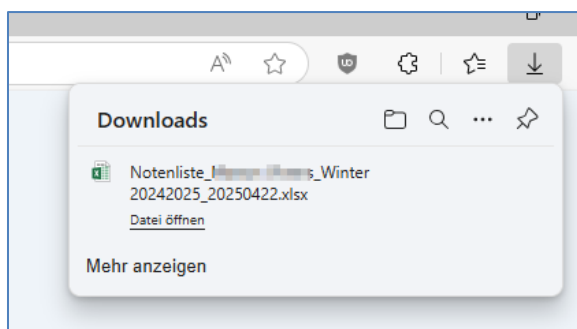 Downloads
Notenliste_ _Winter
20242025_20250422.xlsx
Datei öffnen
Mehr anzeigen